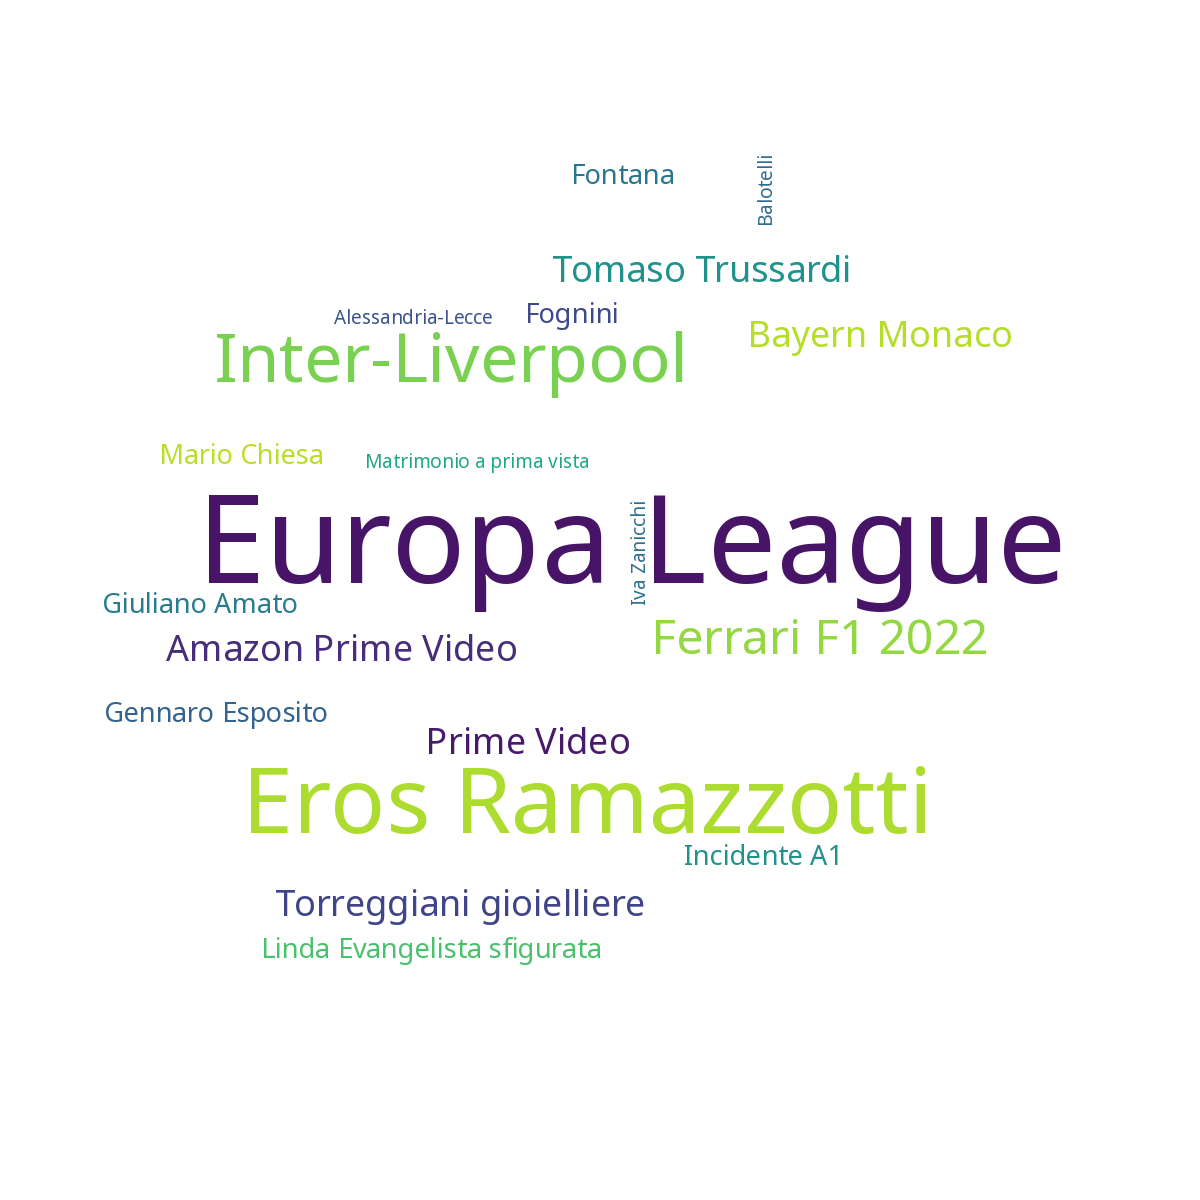 Fontana
Balotelli
Tomaso Trussardi
Fognini
Alessandria-Lecce
Bayern Monaco
Inter-Liverpool
Mario Chiesa
Matrimonio a prima vista
Europa League
Iva Zanicchi
Giuliano Amato
Ferrari F1 2022
Amazon Prime Video
Gennaro Esposito
Prime Video
Eros Ramazzotti
Incidente A1
Torreggiani gioielliere
Linda Evangelista sfigurata